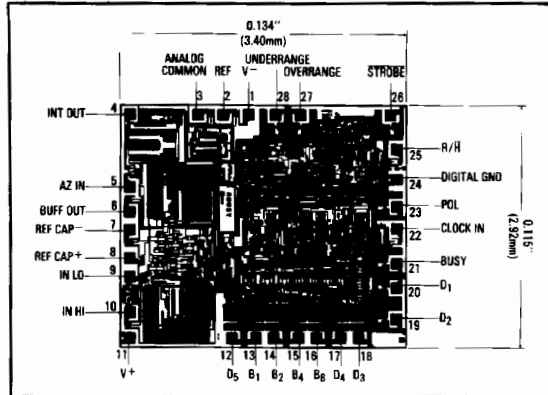 0.134"
(3.40mm)
ANALOG COMMON
REF
V−
UNDERRANGE
OVERRANGE
S̅T̅R̅O̅B̅E̅
3 2 1 28 27 26
INT OUT 4
AZ IN 5
BUFF OUT 6
REF CAP− 7
REF CAP+ 8
IN LO 9
IN HI 10
11
V+
25 R/H̅
24 DIGITAL GND
23 POL
22 CLOCK IN
21 BUSY
20 D1
19 D2
0.115"
(2.92mm)
12 13 14 15 16 17 18
D5 B1 B2 B4 B8 D4 D3